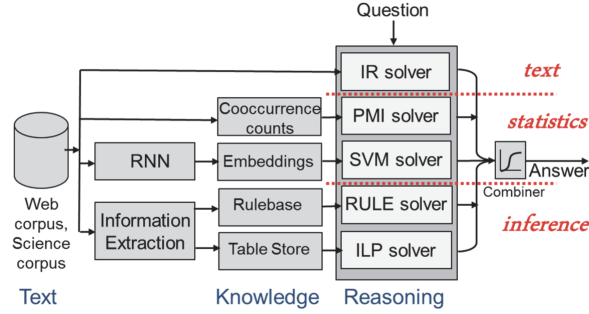 Question
IR solver
text
Cooccurrence
counts
PMI solver
statistics
RNN
Embeddings
SVM solver
Answer
Combiner
Web
corpus,
Science
corpus
Information
Extraction
Rulebase
RULE solver
inference
Table Store
ILP solver
Text
Knowledge
Reasoning